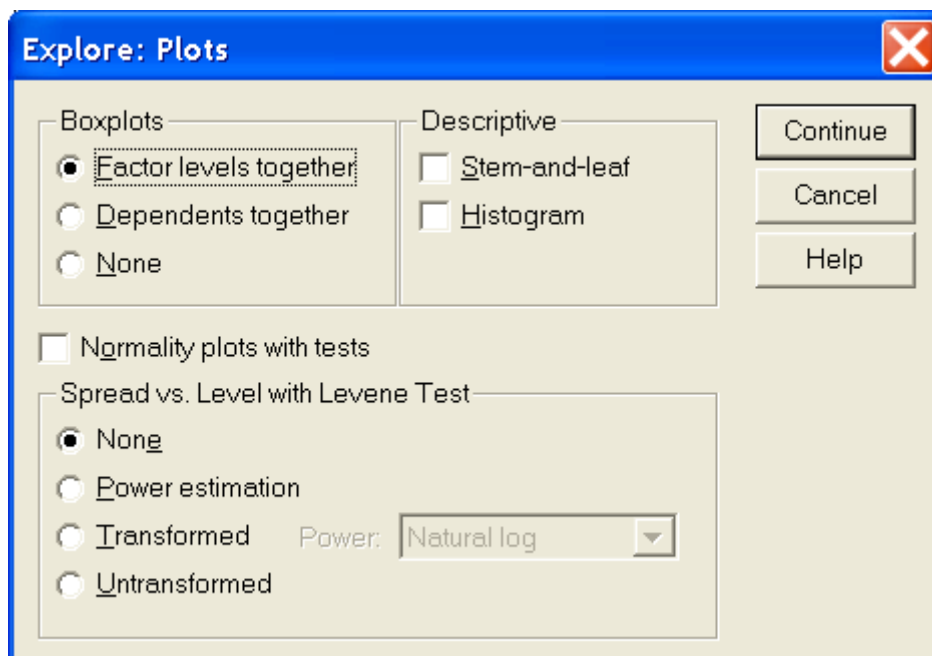 Explore: Plots
Boxplots
Factor levels together
Dependents together
None
Descriptive
Stem-and-leaf
Histogram
Continue
Cancel
Help
Normality plots with tests
Spread vs. Level with Levene Test
None
Power estimation
Transformed Power: Natural log
Untransformed